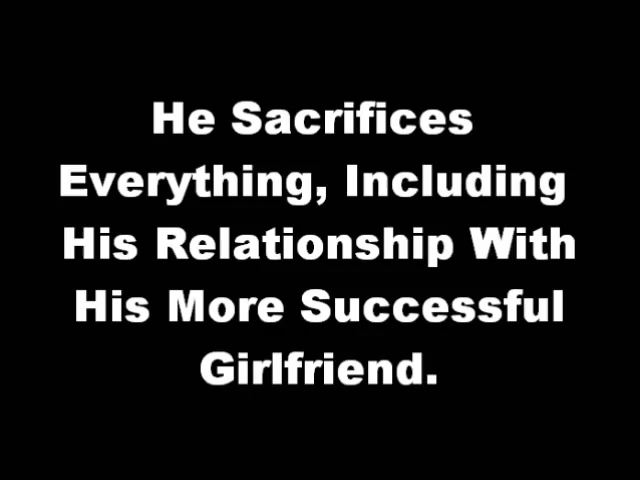 He Sacrifices
Everything, Including
His Relationship With
His More Successful
Girlfriend.